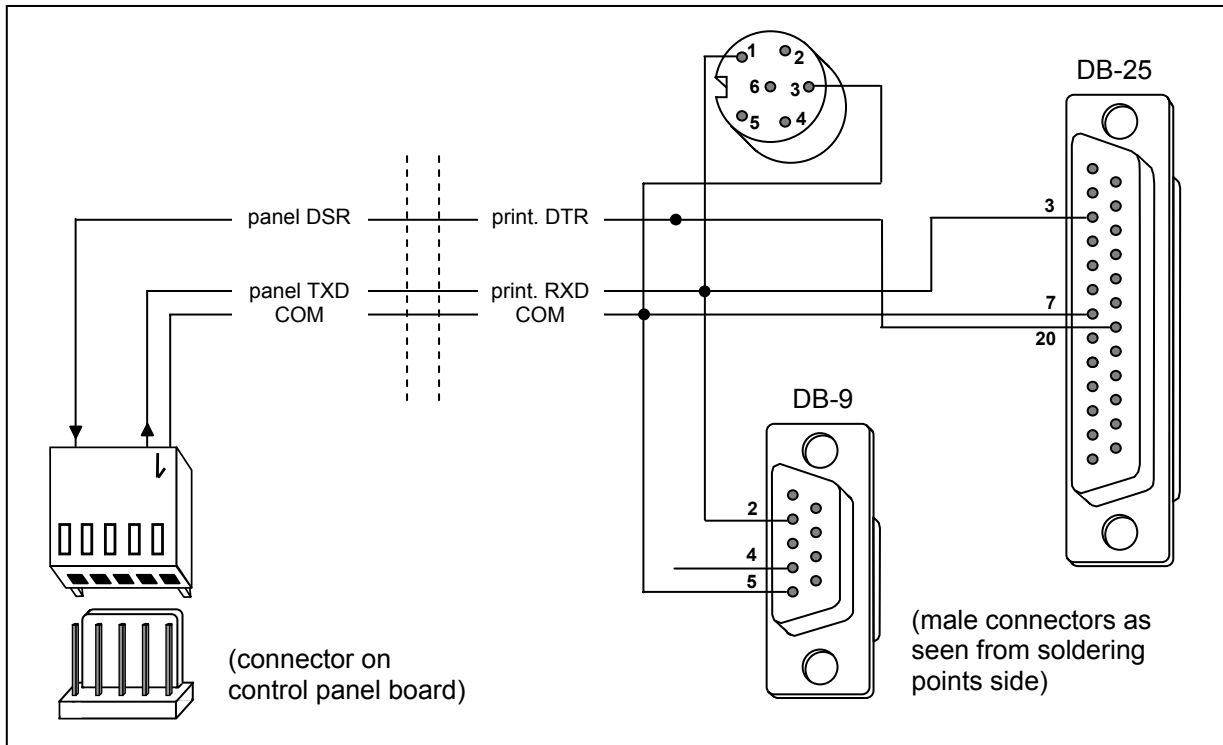 1
2
6
3
5
4
DB-25
panel DSR
print. DTR
3
panel TXD
print. RXD
COM
COM
7
20
DB-9
2
4
5
(male connectors as
seen from soldering
points side)
(connector on
control panel board)